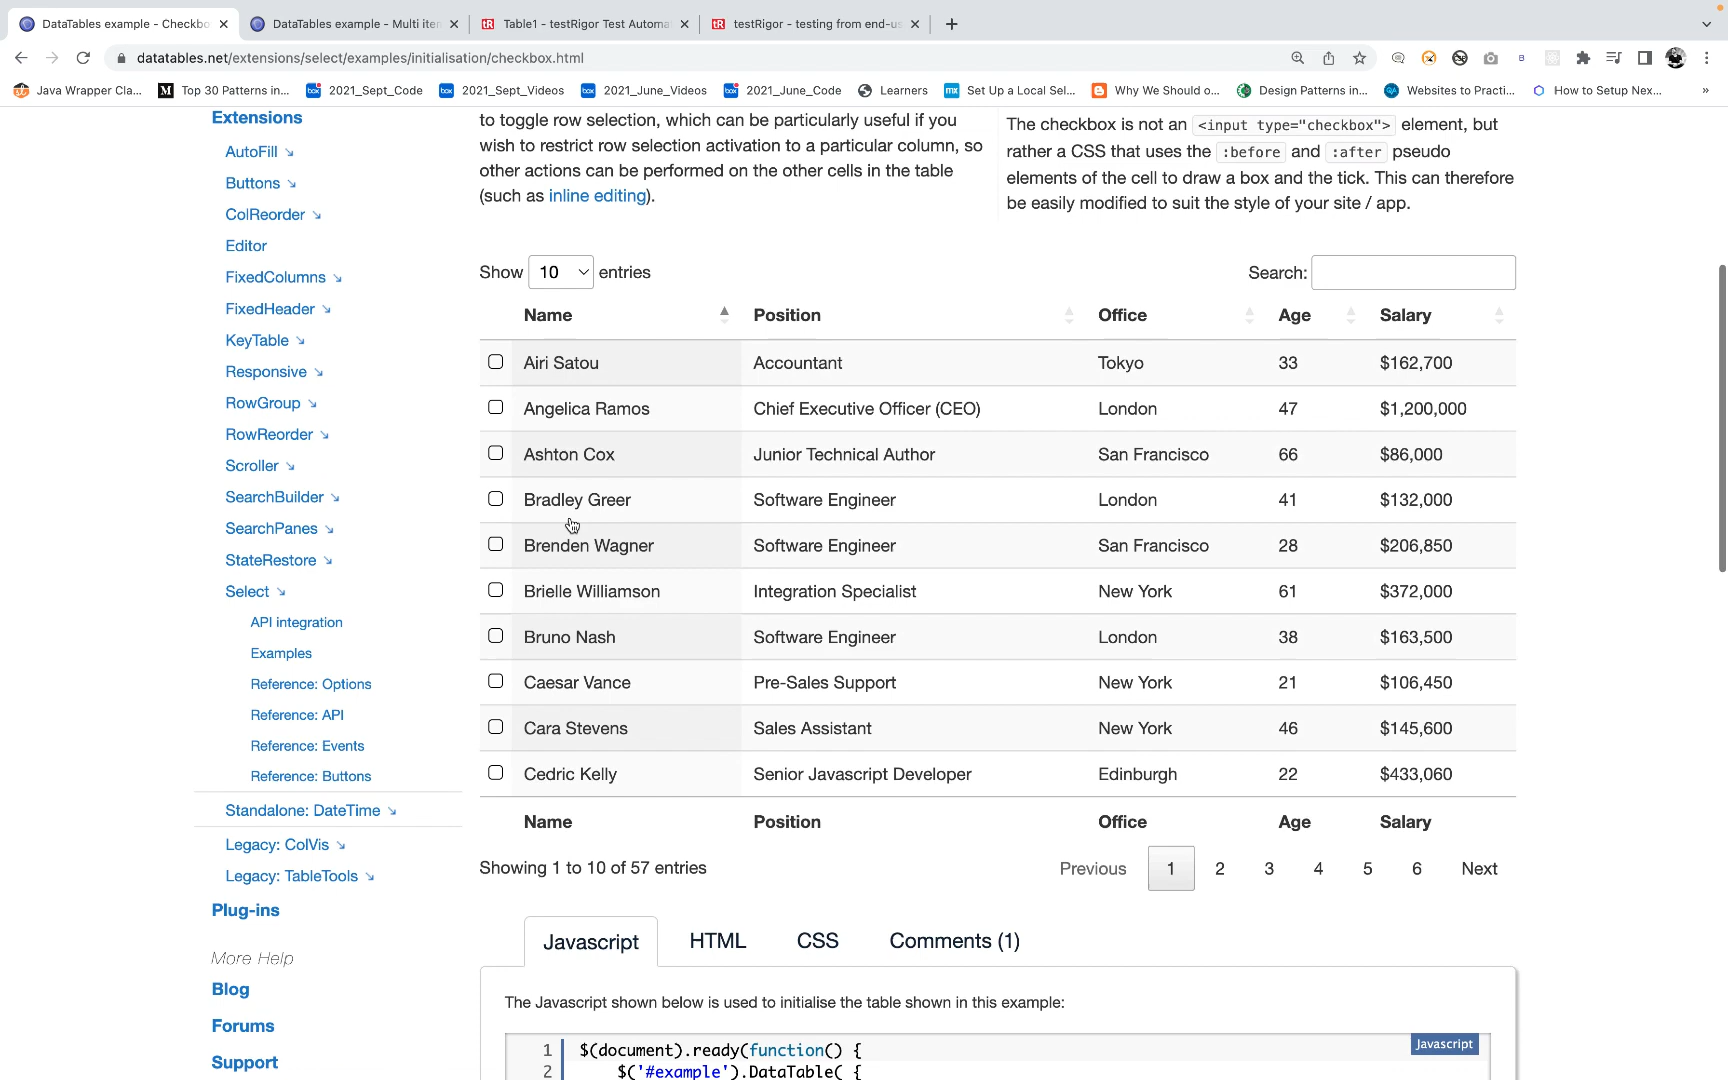 DataTables example - Checkbo
DataTables example - Multi iter
Table1 - testRigor Test Automa
testRigor - testing from end-us
datatables.net/extensions/select/examples/initialisation/checkbox.html
Java Wrapper Cla...
Top 30 Patterns in...
2021_Sept_Code
2021_Sept_Videos
2021_June_Videos
2021_June_Code
Learners
Set Up a Local Sel...
Why We Should o...
Design Patterns in...
Websites to Practi...
How to Setup Nex...
Extensions
AutoFill
Buttons
ColReorder
Editor
FixedColumns
FixedHeader
KeyTable
Responsive
RowGroup
RowReorder
Scroller
SearchBuilder
SearchPanes
StateRestore
Select
API integration
Examples
Reference: Options
Reference: API
Reference: Events
Reference: Buttons
Standalone: DateTime
Legacy: ColVis
Legacy: TableTools
Plug-ins
More Help
Blog
Forums
Support
to toggle row selection, which can be particularly useful if you
wish to restrict row selection activation to a particular column, so
other actions can be performed on the other cells in the table
(such as inline editing).
The checkbox is not an <input type="checkbox"> element, but
rather a CSS that uses the :before and :after pseudo
elements of the cell to draw a box and the tick. This can therefore
be easily modified to suit the style of your site / app.
Show 10 entries
Search:
Name Position Office Age Salary
Airi Satou Accountant Tokyo 33 $162,700
Angelica Ramos Chief Executive Officer (CEO) London 47 $1,200,000
Ashton Cox Junior Technical Author San Francisco 66 $86,000
Bradley Greer Software Engineer London 41 $132,000
Brenden Wagner Software Engineer San Francisco 28 $206,850
Brielle Williamson Integration Specialist New York 61 $372,000
Bruno Nash Software Engineer London 38 $163,500
Caesar Vance Pre-Sales Support New York 21 $106,450
Cara Stevens Sales Assistant New York 46 $145,600
Cedric Kelly Senior Javascript Developer Edinburgh 22 $433,060
Name Position Office Age Salary
Showing 1 to 10 of 57 entries
Previous 1 2 3 4 5 6 Next
Javascript HTML CSS Comments (1)
The Javascript shown below is used to initialise the table shown in this example:
Javascript
1 $(document).ready(function() {
2 $('#example').DataTable( {